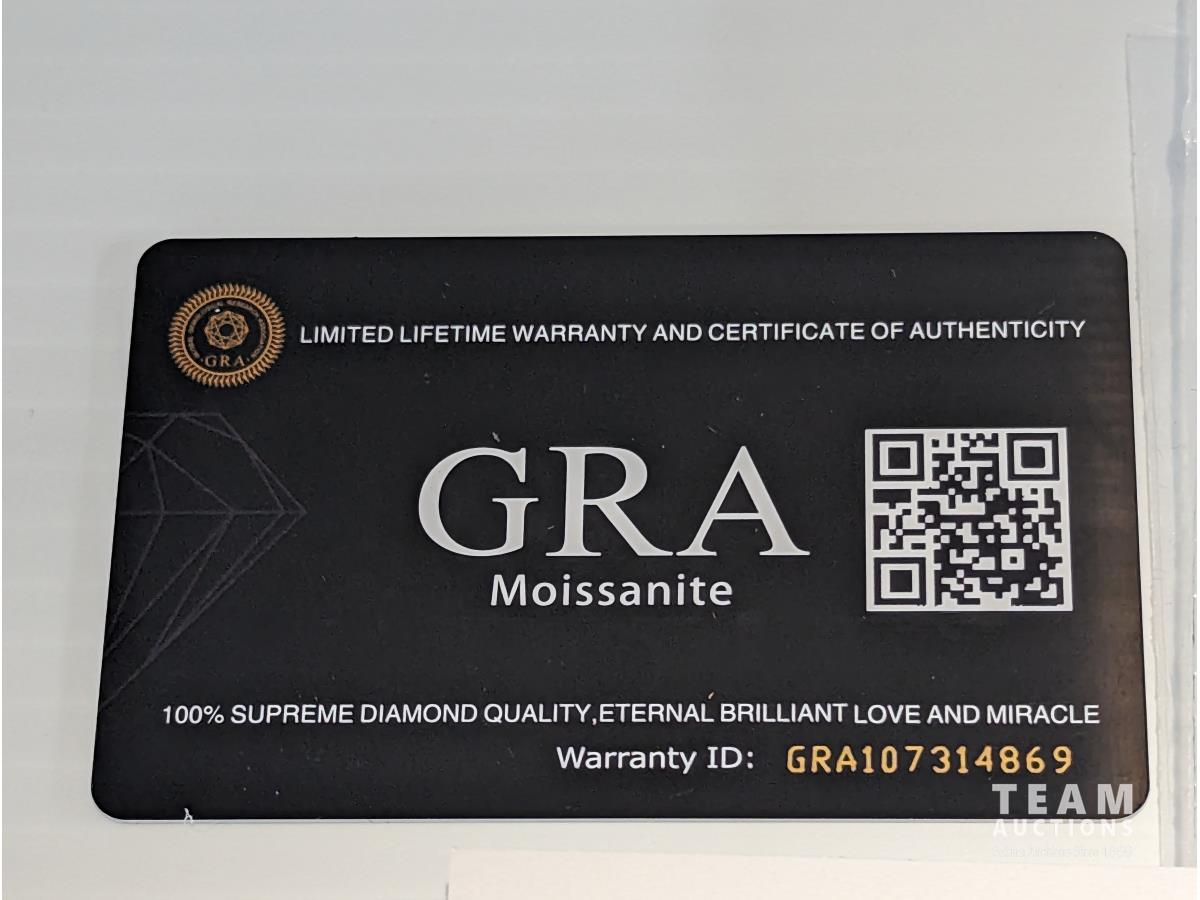 LIMITED LIFETIME WARRANTY AND CERTIFICATE OF AUTHENTICITY
GRA
GRA
Moissanite
100% SUPREME DIAMOND QUALITY,ETERNAL BRILLIANT LOVE AND MIRACLE
Warranty ID: GRA107314869
TEAM
AUCTIONS